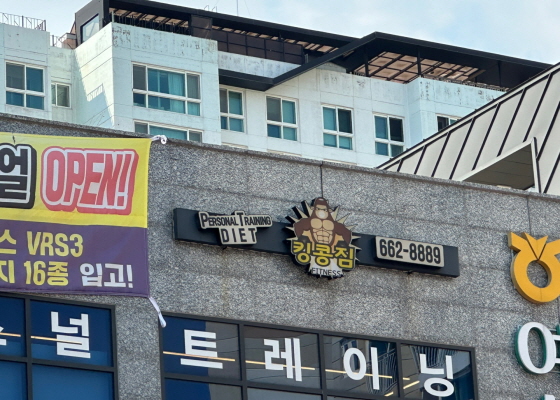 얼 OPEN!
스 VRS3
지 16종 입고!
PERSONAL TRAINING
DIET
킹콩짐
FITNESS
662-8889
스널 트레이닝